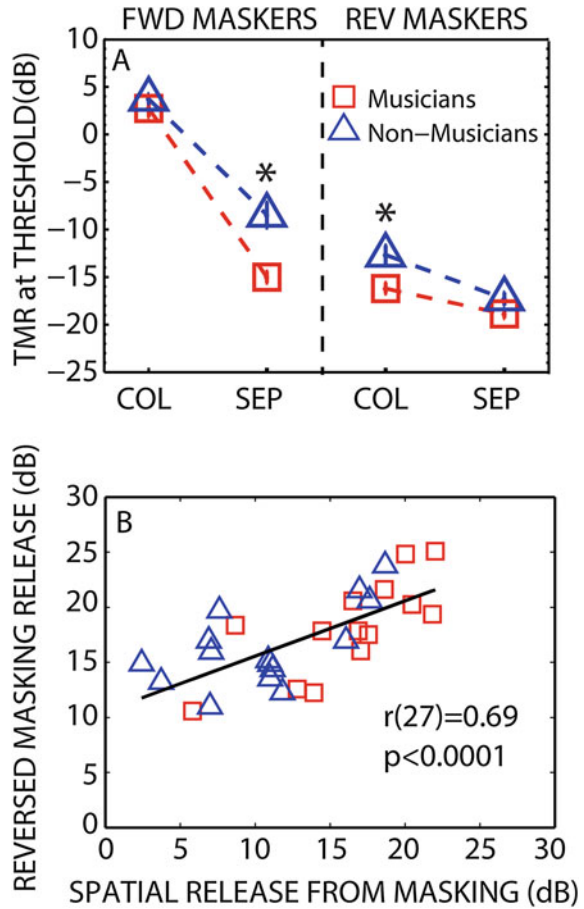 FWD MASKERS REV MASKERS
A
TMR at THRESHOLD(dB)
10
5
0
−5
−10
−15
−20
−25
Musicians
Non−Musicians
*
*
COL SEP COL SEP
B
REVERSED MASKING RELEASE (dB)
30
25
20
15
10
5
0
r(27)=0.69
p<0.0001
0 5 10 15 20 25 30
SPATIAL RELEASE FROM MASKING (dB)